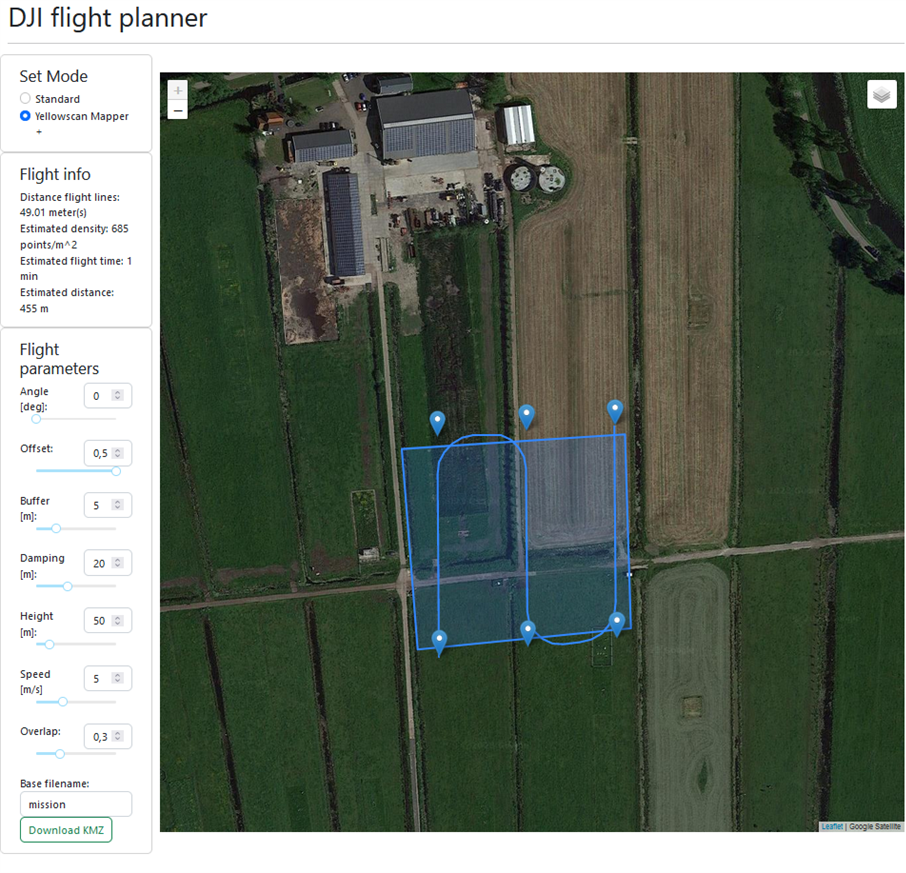 DJI flight planner
Set Mode
Standard
Yellowscan Mapper
+
Flight info
Distance flight lines:
49.01 meter(s)
Estimated density: 685
points/m^2
Estimated flight time: 1
min
Estimated distance:
455 m
Flight
parameters
Angle
[deg]:
0
Offset:
0,5
Buffer
[m]:
5
Damping
[m]:
20
Height
[m]:
50
Speed
[m/s]
5
Overlap:
0,3
Base filename:
mission
Download KMZ
+
−
Leaflet | Google Satellite